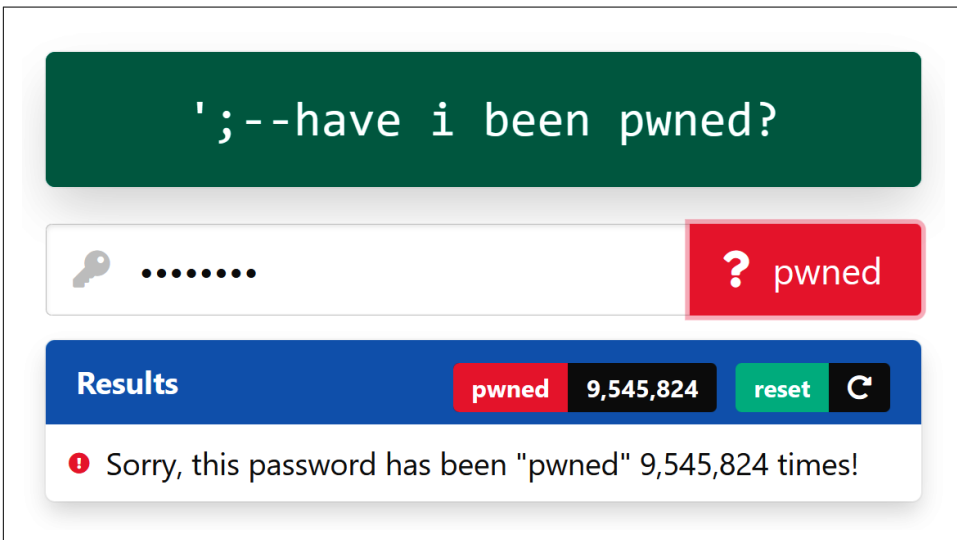 ';--have i been pwned?
•••••••• ? pwned
Results pwned 9,545,824 reset
Sorry, this password has been "pwned" 9,545,824 times!